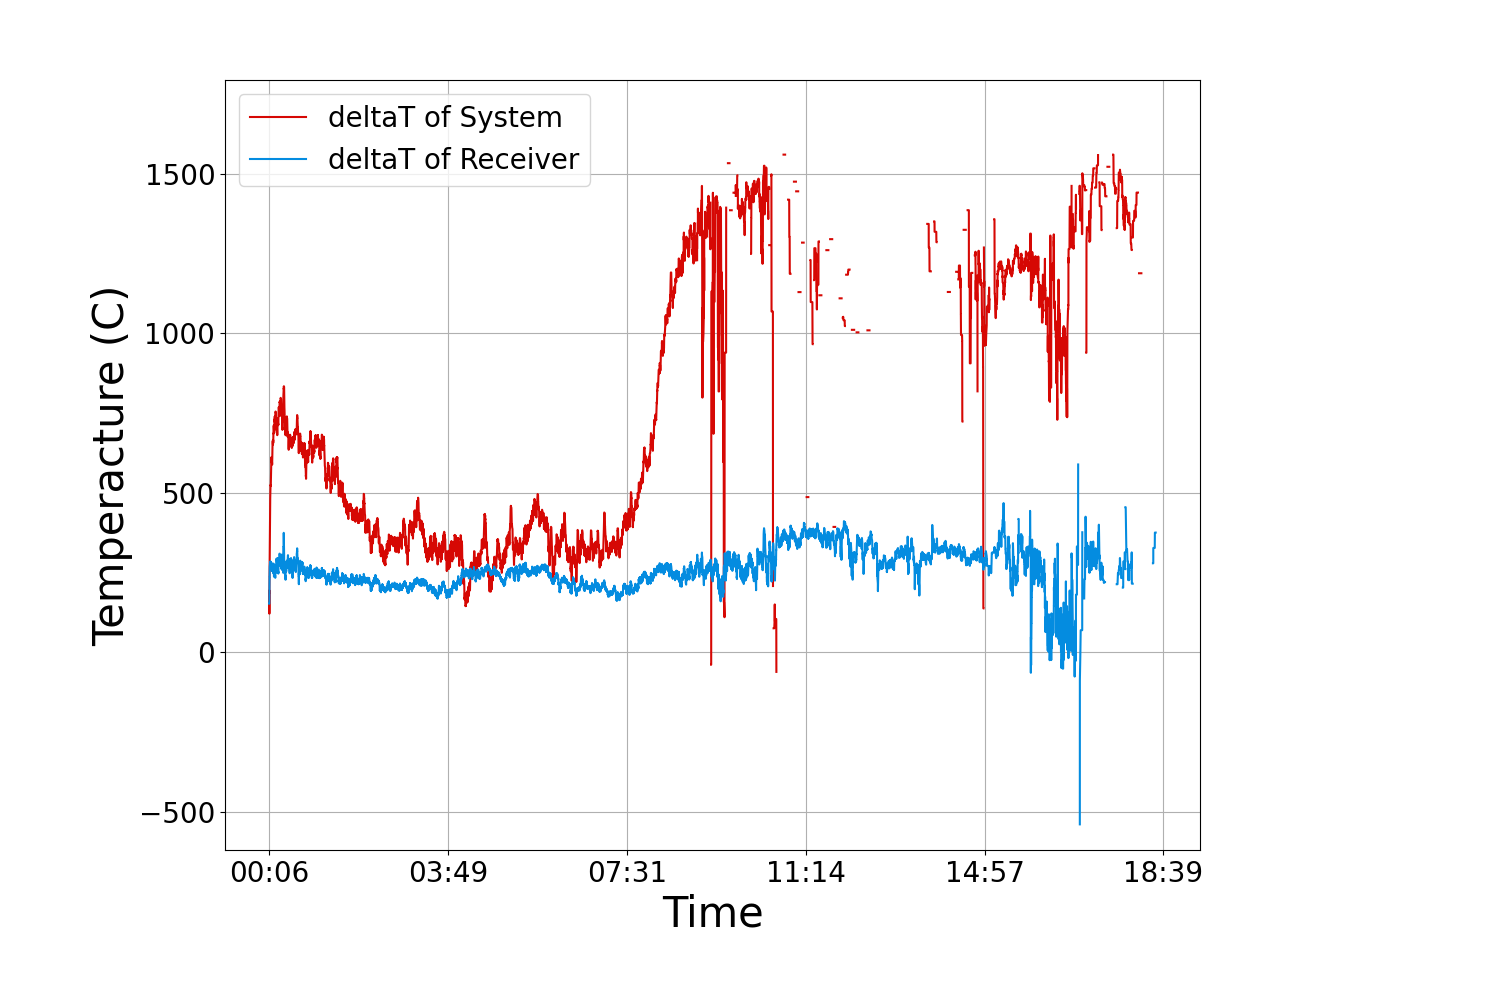 deltaT of System
deltaT of Receiver
Temperacture (C)
1500
1000
500
0
−500
00:06 03:49 07:31 11:14 14:57 18:39
Time